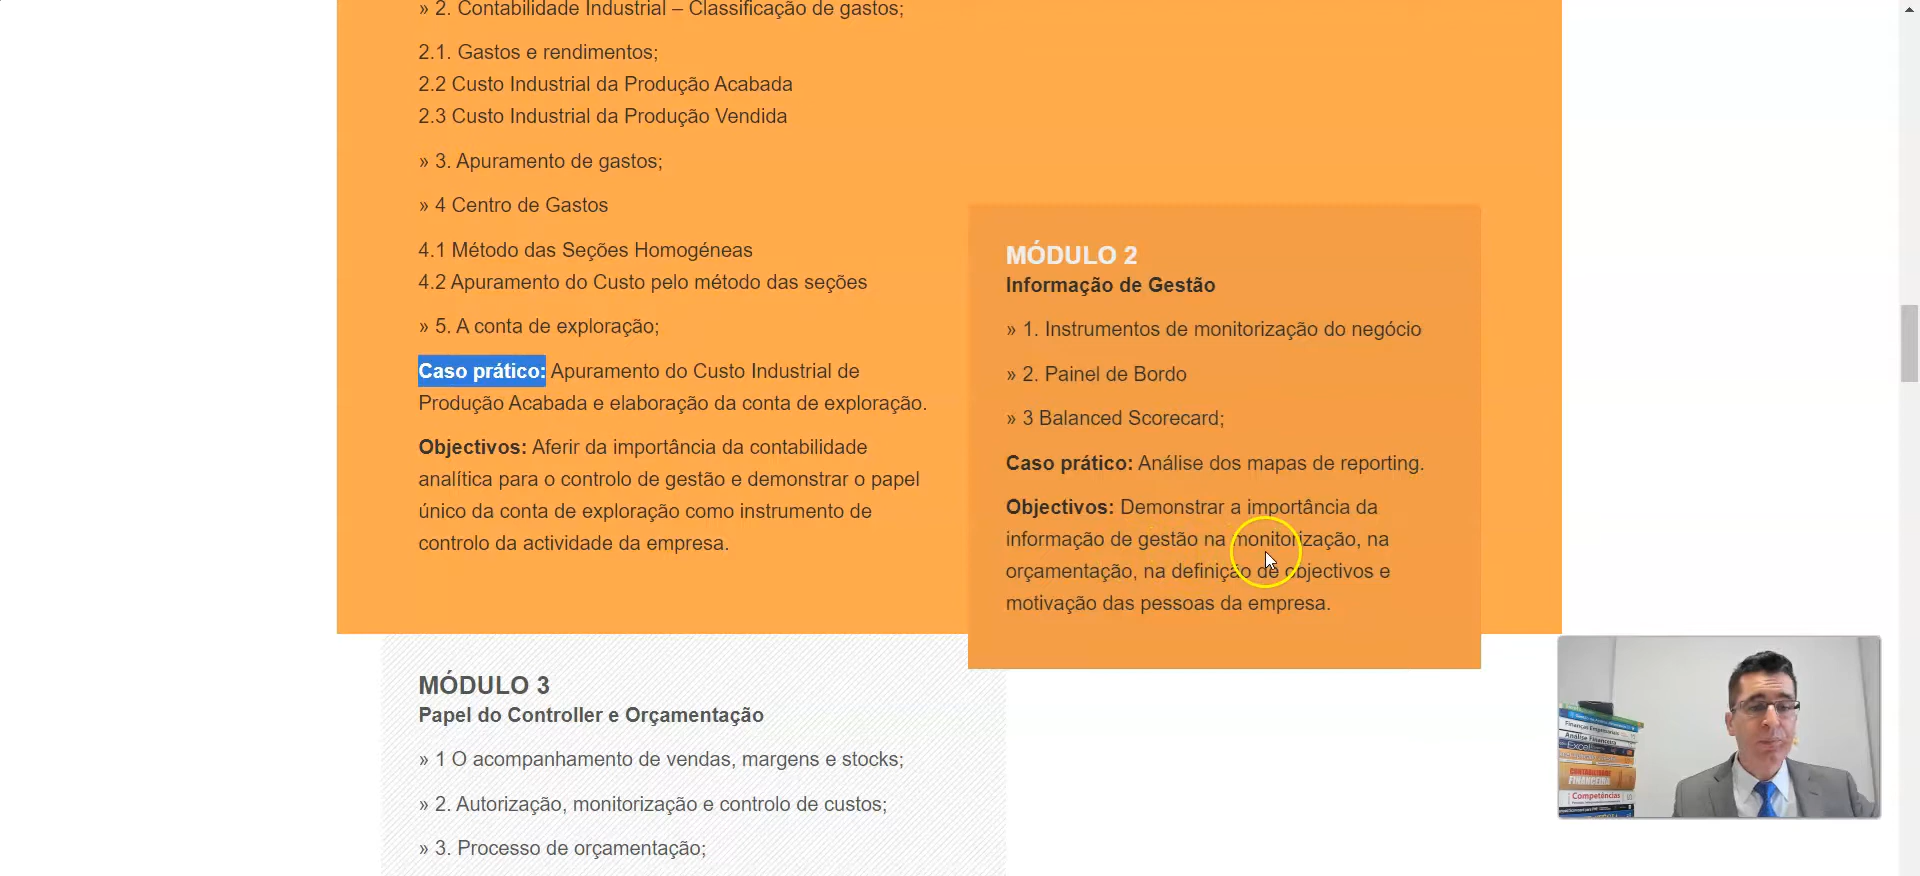 » 2. Contabilidade Industrial – Classificação de gastos;
2.1. Gastos e rendimentos;
2.2 Custo Industrial da Produção Acabada
2.3 Custo Industrial da Produção Vendida
» 3. Apuramento de gastos;
» 4 Centro de Gastos
4.1 Método das Seções Homogéneas
4.2 Apuramento do Custo pelo método das seções
» 5. A conta de exploração;
Caso prático: Apuramento do Custo Industrial de
Produção Acabada e elaboração da conta de exploração.
Objectivos: Aferir da importância da contabilidade
analítica para o controlo de gestão e demonstrar o papel
único da conta de exploração como instrumento de
controlo da actividade da empresa.
MÓDULO 2
Informação de Gestão
» 1. Instrumentos de monitorização do negócio
» 2. Painel de Bordo
» 3 Balanced Scorecard;
Caso prático: Análise dos mapas de reporting.
Objectivos: Demonstrar a importância da
informação de gestão na monitorização, na
orçamentação, na definição de objectivos e
motivação das pessoas da empresa.
MÓDULO 3
Papel do Controller e Orçamentação
» 1 O acompanhamento de vendas, margens e stocks;
» 2. Autorização, monitorização e controlo de custos;
» 3. Processo de orçamentação;
Finanças Empresariais
Análise Financeira
Excel
CONTABILIDADE
FINANCEIRA
Competências